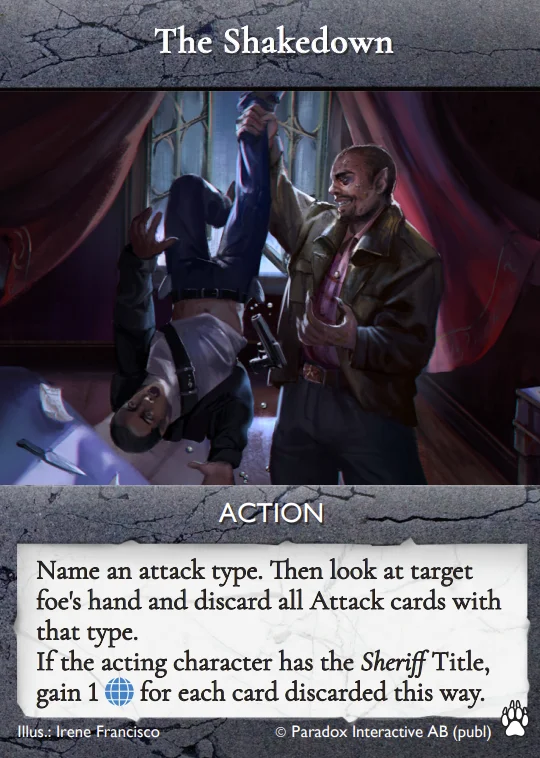 The Shakedown
ACTION
Name an attack type. Then look at target
foe's hand and discard all Attack cards with
that type.
If the acting character has the Sheriff Title,
gain 1 for each card discarded this way.
Illus.: Irene Francisco
© Paradox Interactive AB (publ)